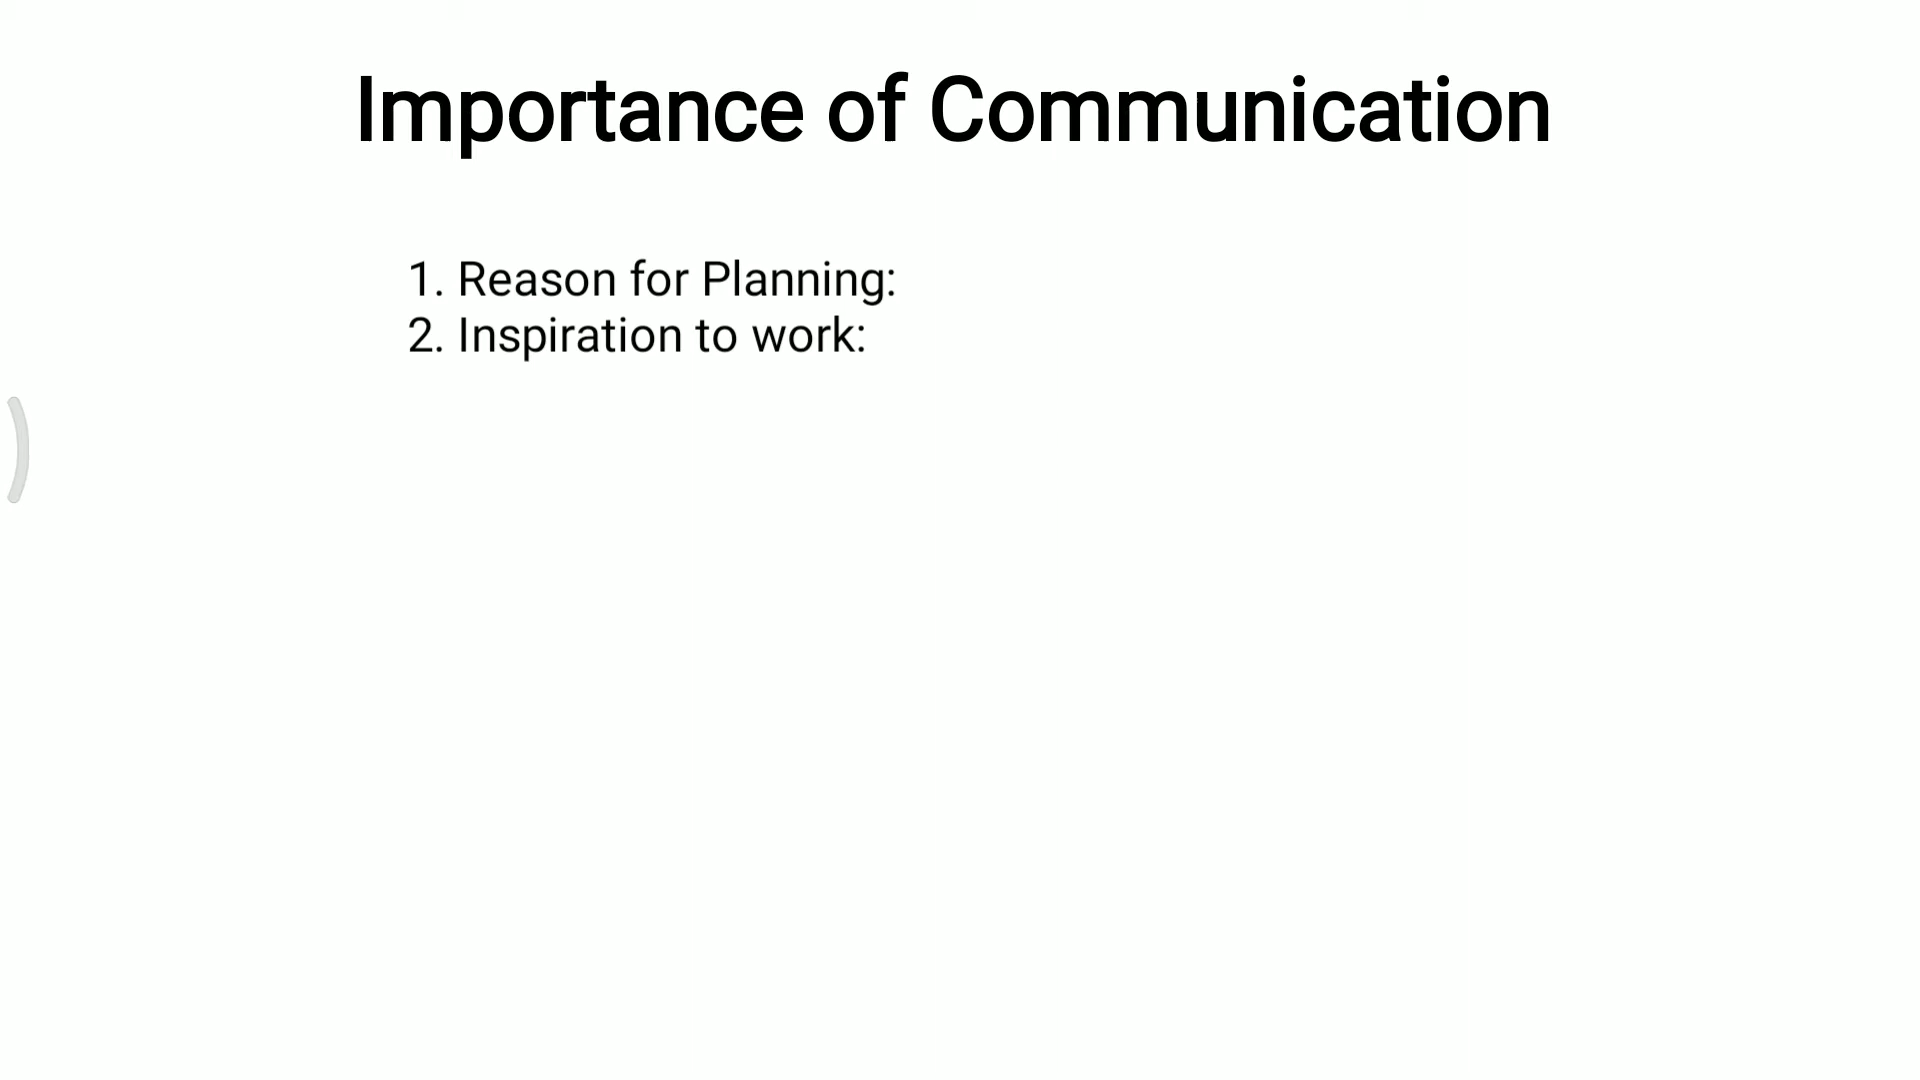 Importance of Communication
1. Reason for Planning:
2. Inspiration to work: